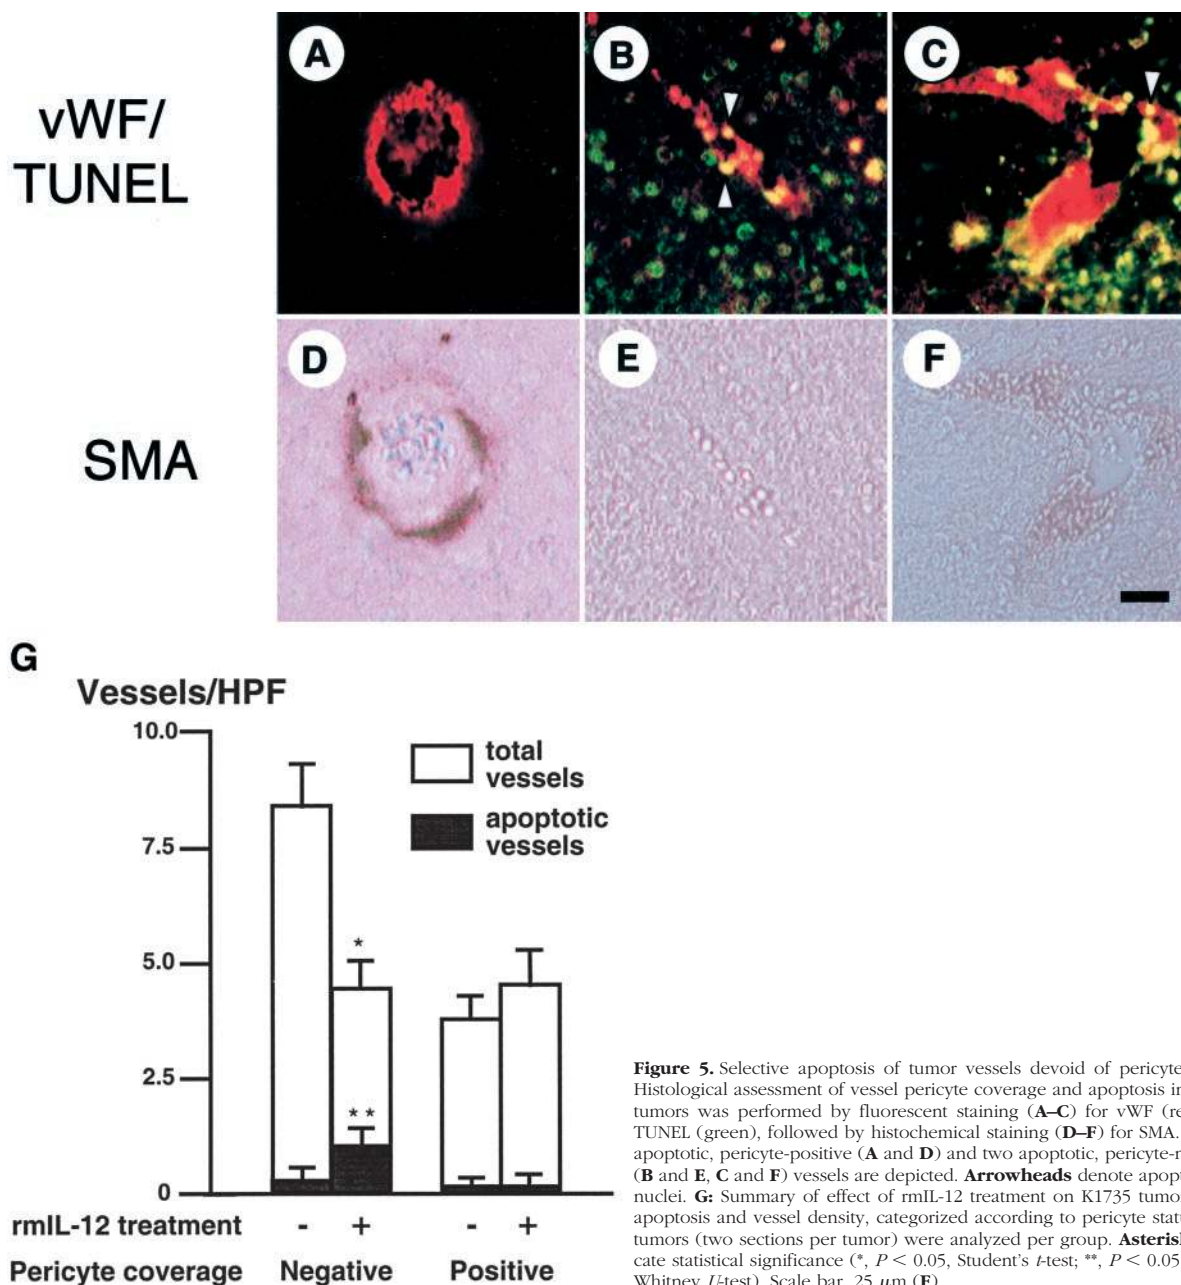 vWF/
TUNEL
A
B
C
SMA
D
E
F
G
Vessels/HPF
10.0
7.5
5.0
2.5
0
total
vessels
apoptotic
vessels
*
**
rmIL-12 treatment - + - +
Pericyte coverage Negative Positive
Figure 5. Selective apoptosis of tumor vessels devoid of pericyte
Histological assessment of vessel pericyte coverage and apoptosis in
tumors was performed by fluorescent staining (A–C) for vWF (re
TUNEL (green), followed by histochemical staining (D–F) for SMA.
apoptotic, pericyte-positive (A and D) and two apoptotic, pericyte-n
(B and E, C and F) vessels are depicted. Arrowheads denote apopt
nuclei. G: Summary of effect of rmIL-12 treatment on K1735 tumor
apoptosis and vessel density, categorized according to pericyte stat
tumors (two sections per tumor) were analyzed per group. Asteris
cate statistical significance (*, P < 0.05, Student's t-test; **, P < 0.05
Whitney U-test). Scale bar, 25 μm (F)